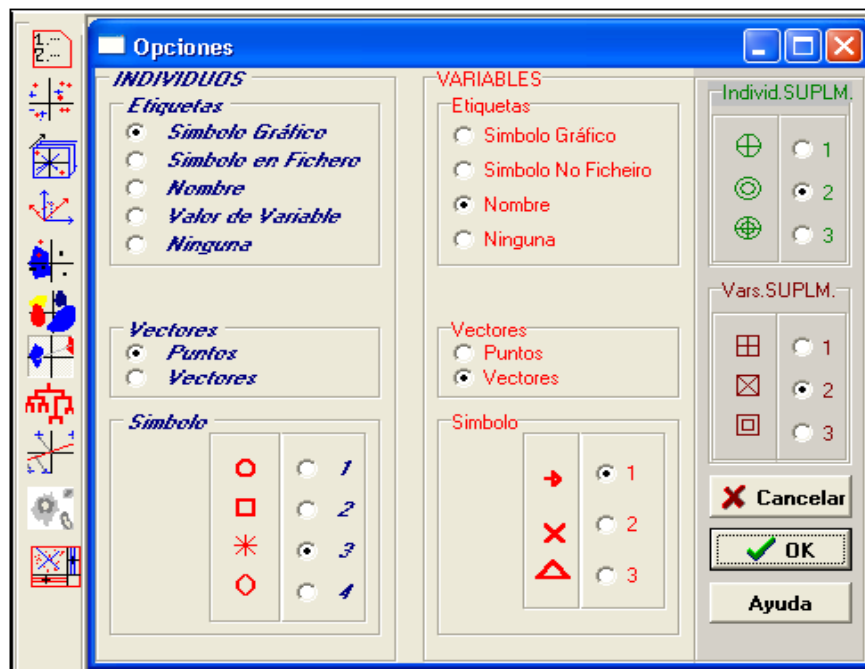 1.---
2.---
Opciones
INDIVIDUOS
Etiquetas
Simbolo Gráfico
Simbolo en Fichero
Nombre
Valor de Variable
Ninguna
Vectores
Puntos
Vectores
Simbolo
1
2
3
4
VARIABLES
Etiquetas
Simbolo Gráfico
Simbolo No Ficheiro
Nombre
Ninguna
Vectores
Puntos
Vectores
Simbolo
1
2
3
Individ.SUPLM.
1
2
3
Vars.SUPLM.
1
2
3
Cancelar
OK
Ayuda